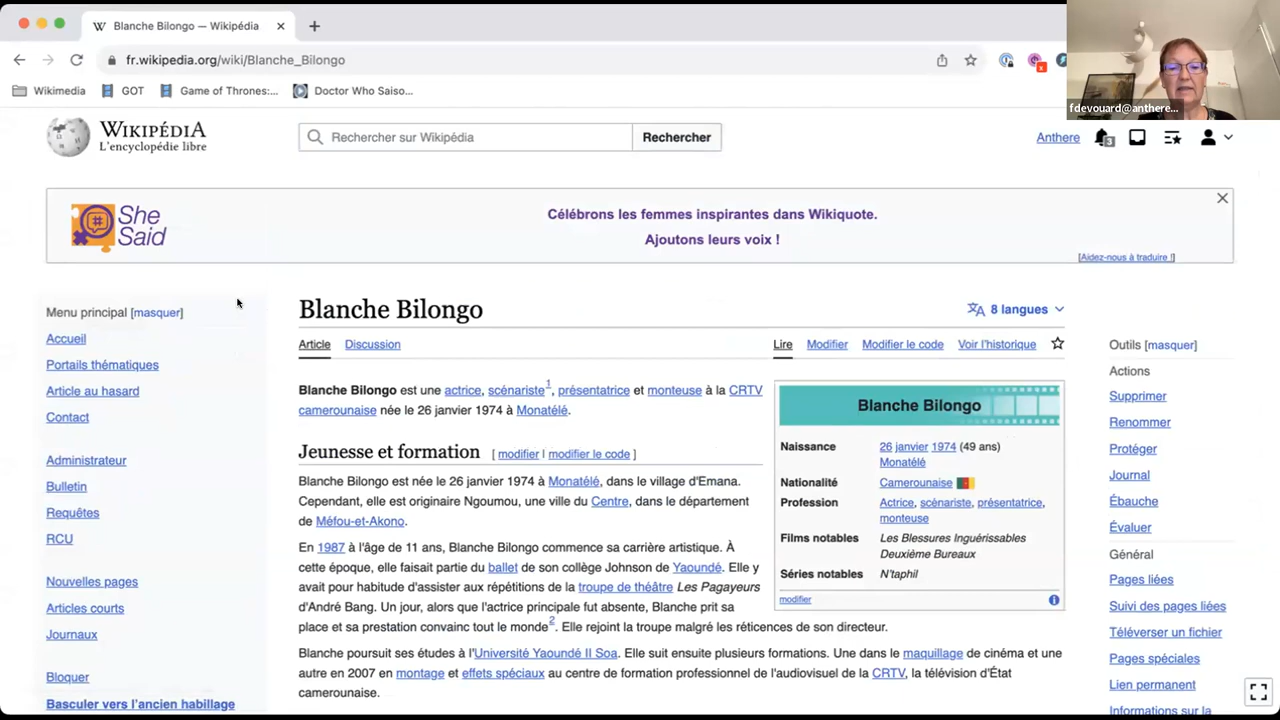 Blanche Bilongo — Wikipédia
fr.wikipedia.org/wiki/Blanche_Bilongo
Wikimedia
GOT
Game of Thrones:...
Doctor Who Saiso...
fdevouard@anthere...
WIKIPÉDIA
L'encyclopédie libre
Rechercher sur Wikipédia
Rechercher
Anthere
3
She
Said
Célébrons les femmes inspirantes dans Wikiquote.
Ajoutons leurs voix !
[Aidez-nous à traduire !]
Menu principal [masquer]
Accueil
Portails thématiques
Article au hasard
Contact
Administrateur
Bulletin
Requêtes
RCU
Nouvelles pages
Articles courts
Journaux
Bloquer
Basculer vers l'ancien habillage
Blanche Bilongo
8 langues
Article Discussion
Lire Modifier Modifier le code Voir l'historique
Blanche Bilongo est une actrice, scénariste1, présentatrice et monteuse à la CRTV
camerounaise née le 26 janvier 1974 à Monatélé.
Jeunesse et formation [ modifier | modifier le code ]
Blanche Bilongo est née le 26 janvier 1974 à Monatélé, dans le village d'Emana.
Cependant, elle est originaire Ngoumou, une ville du Centre, dans le département
de Méfou-et-Akono.
En 1987 à l'âge de 11 ans, Blanche Bilongo commence sa carrière artistique. À
cette époque, elle faisait partie du ballet de son collège Johnson de Yaoundé. Elle y
avait pour habitude d'assister aux répétitions de la troupe de théâtre Les Pagayeurs
d'André Bang. Un jour, alors que l'actrice principale fut absente, Blanche prit sa
place et sa prestation convainc tout le monde2. Elle rejoint la troupe malgré les réticences de son directeur.
Blanche poursuit ses études à l'Université Yaoundé II Soa. Elle suit ensuite plusieurs formations. Une dans le maquillage de cinéma et une
autre en 2007 en montage et effets spéciaux au centre de formation professionnel de l'audiovisuel de la CRTV, la télévision d'État
camerounaise.
Blanche Bilongo
Naissance 26 janvier 1974 (49 ans)
Monatélé
Nationalité Camerounaise
Profession Actrice, scénariste, présentatrice,
monteuse
Films notables Les Blessures Inguérissables
Deuxième Bureaux
Séries notables N'taphil
modifier
Outils [masquer]
Actions
Supprimer
Renommer
Protéger
Journal
Ébauche
Évaluer
Général
Pages liées
Suivi des pages liées
Téléverser un fichier
Pages spéciales
Lien permanent
Informations sur la